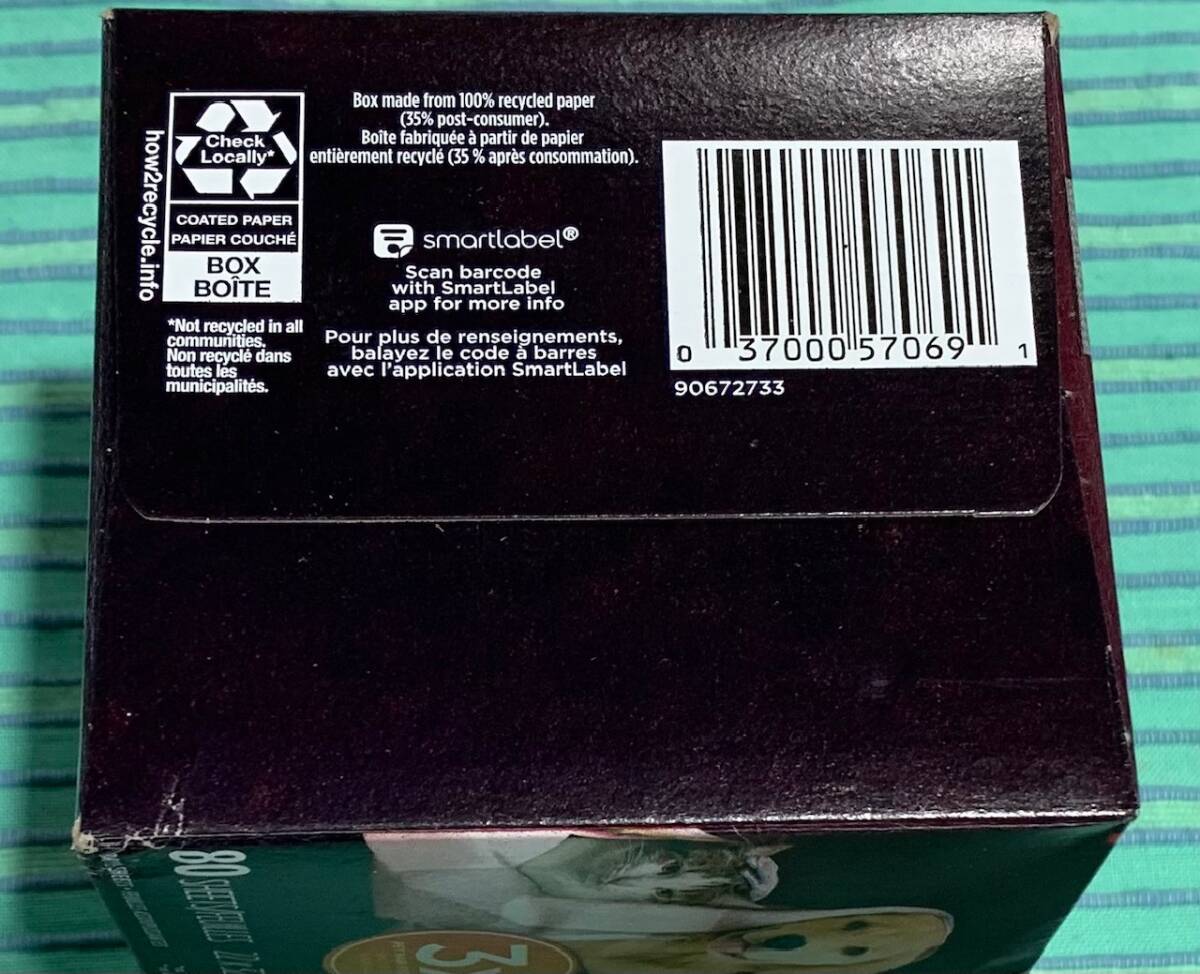 how2recycle.info
Check
Locally*
COATED PAPER
PAPIER COUCHÉ
BOX
BOÎTE
*Not recycled in all
communities.
Non recyclé dans
toutes les
municipalités.
Box made from 100% recycled paper
(35% post-consumer).
Boîte fabriquée à partir de papier
entièrement recyclé (35 % après consommation).
smartlabel®
Scan barcode
with SmartLabel
app for more info
Pour plus de renseignements,
balayez le code à barres
avec l'application SmartLabel
0 37000 57069 1
90672733
80
3